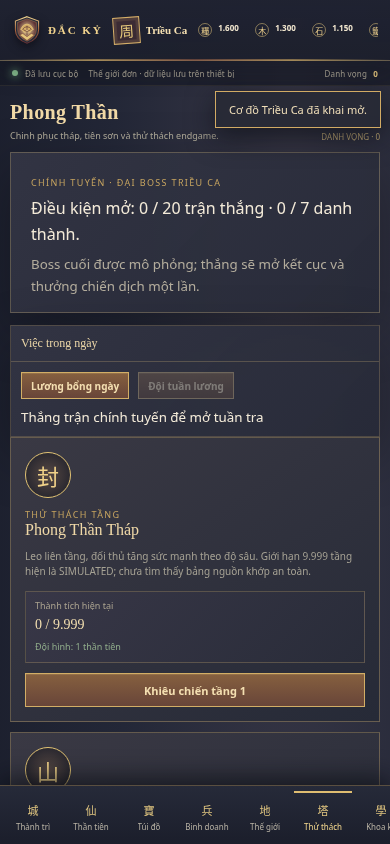 ĐẮC KỶ 周 Triều Ca 糧 1.600 木 1.300 石 1.150
Đã lưu cục bộ Thế giới đơn · dữ liệu lưu trên thiết bị Danh vọng 0
Phong Thần
Cơ đồ Triều Ca đã khai mở.
Chinh phục tháp, tiên sơn và thử thách endgame.
DANH VỌNG · 0
CHÍNH TUYẾN · ĐẠI BOSS TRIỀU CA
Điều kiện mở: 0 / 20 trận thắng · 0 / 7 danh
thành.
Boss cuối được mô phỏng; thắng sẽ mở kết cục và
thưởng chiến dịch một lần.
Việc trong ngày
Lương bổng ngày Đội tuần lương
Thắng trận chính tuyến để mở tuần tra
封
THỬ THÁCH TẦNG
Phong Thần Tháp
Leo liên tầng, đối thủ tăng sức mạnh theo độ sâu. Giới hạn 9.999 tầng
hiện là SIMULATED; chưa tìm thấy bảng nguồn khớp an toàn.
Thành tích hiện tại
0 / 9.999
Đội hình: 1 thần tiên
Khiêu chiến tầng 1
山
城 仙 寶 兵 地 塔 學
Thành trì Thần tiên Túi đồ Binh doanh Thế giới Thử thách Khoa k